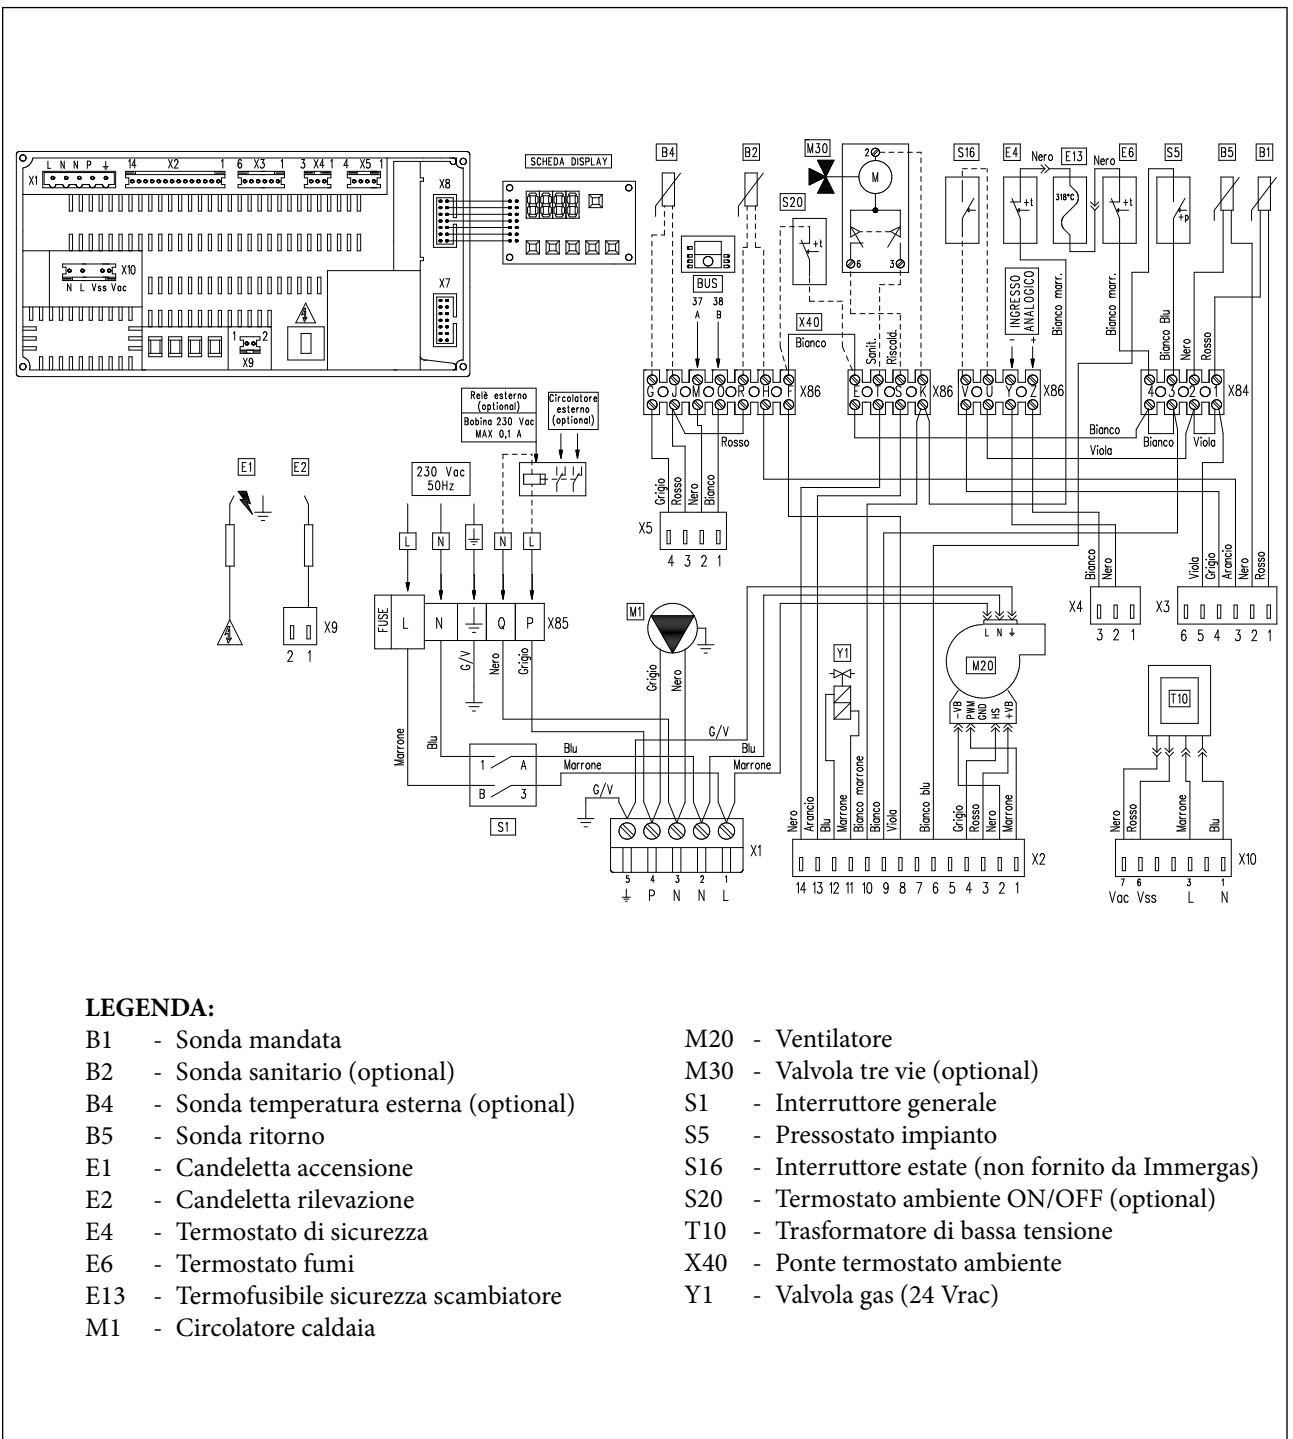 L N N P
X1
14 X2 1
6 X3 1
3 X4 1
4 X5 1
X8
X10
N L Vss Vac
X7
1 2
X9
SCHEDA DISPLAY
B4
B2
M30
2
M
6 3
S20
+t
S16
E4
+t
Nero
E13
318°C
Nero
E6
+t
S5
+p
B5
B1
BUS
37 38
A B
X40
Bianco
Sanit.
Riscald.
INGRESSO
ANALOGICO
- +
Bianco marr.
Bianco marr.
Bianco Blu
Nero
Rosso
G J M O R H F
X86
E T S K
X86
V U Y Z
X86
4 3 2 1
X84
Rosso
Bianco
Viola
Bianco
Viola
Relè esterno
(optional)
Bobina 230 Vac
MAX 0,1 A
Circolatore
esterno
(optional)
E1
E2
230 Vac
50Hz
L N N L
FUSE L N Q P X85
X9
2 1
Grigio
Rosso
Nero
Bianco
X5
4 3 2 1
G/V
Nero
Grigio
M1
Grigio
Nero
Marrone
Blu
1 A
B 3
S1
Blu
Marrone
G/V
G/V
Blu
Marrone
X1
5 4 3 2 1
P N N L
Y1
L N
M20
-VB
PWM
GND
HS
+VB
Nero
Arancio
Blu
Marrone
Bianco marrone
Bianco
Viola
Bianco blu
Grigio
Rosso
Nero
Marrone
X2
14 13 12 11 10 9 8 7 6 5 4 3 2 1
Bianco
Nero
X4
3 2 1
Viola
Grigio
Arancio
Nero
Rosso
X3
6 5 4 3 2 1
T10
Nero
Rosso
Marrone
Blu
X10
7 6 3 1
Vac Vss L N
LEGENDA:
B1 - Sonda mandata
B2 - Sonda sanitario (optional)
B4 - Sonda temperatura esterna (optional)
B5 - Sonda ritorno
E1 - Candeletta accensione
E2 - Candeletta rilevazione
E4 - Termostato di sicurezza
E6 - Termostato fumi
E13 - Termofusibile sicurezza scambiatore
M1 - Circolatore caldaia
M20 - Ventilatore
M30 - Valvola tre vie (optional)
S1 - Interruttore generale
S5 - Pressostato impianto
S16 - Interruttore estate (non fornito da Immergas)
S20 - Termostato ambiente ON/OFF (optional)
T10 - Trasformatore di bassa tensione
X40 - Ponte termostato ambiente
Y1 - Valvola gas (24 Vrac)